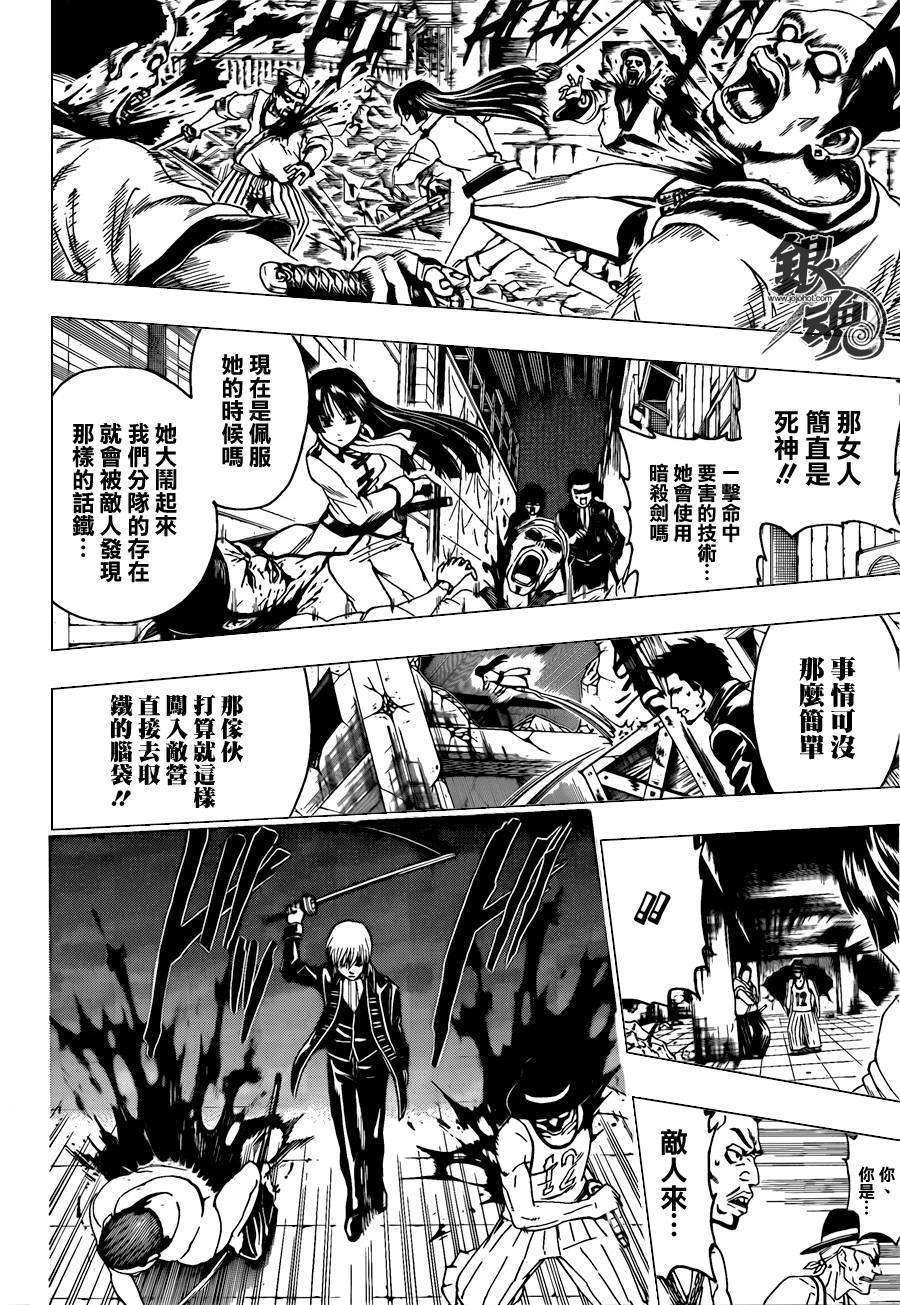 銀魂
www.jojohot.com
那女人
簡直是
死神!!
一擊命中
要害的技術…
她會使用
暗殺劍嗎
現在是佩服
她的時候嗎
她大鬧起來
我們分隊的存在
就會被敵人發現
那樣的話鐵…
事情可沒
那麼簡單
那傢伙
打算就這樣
闖入敵營
直接去取
鐵的腦袋!!
!!
12
你、
你是…
敵人來…
12